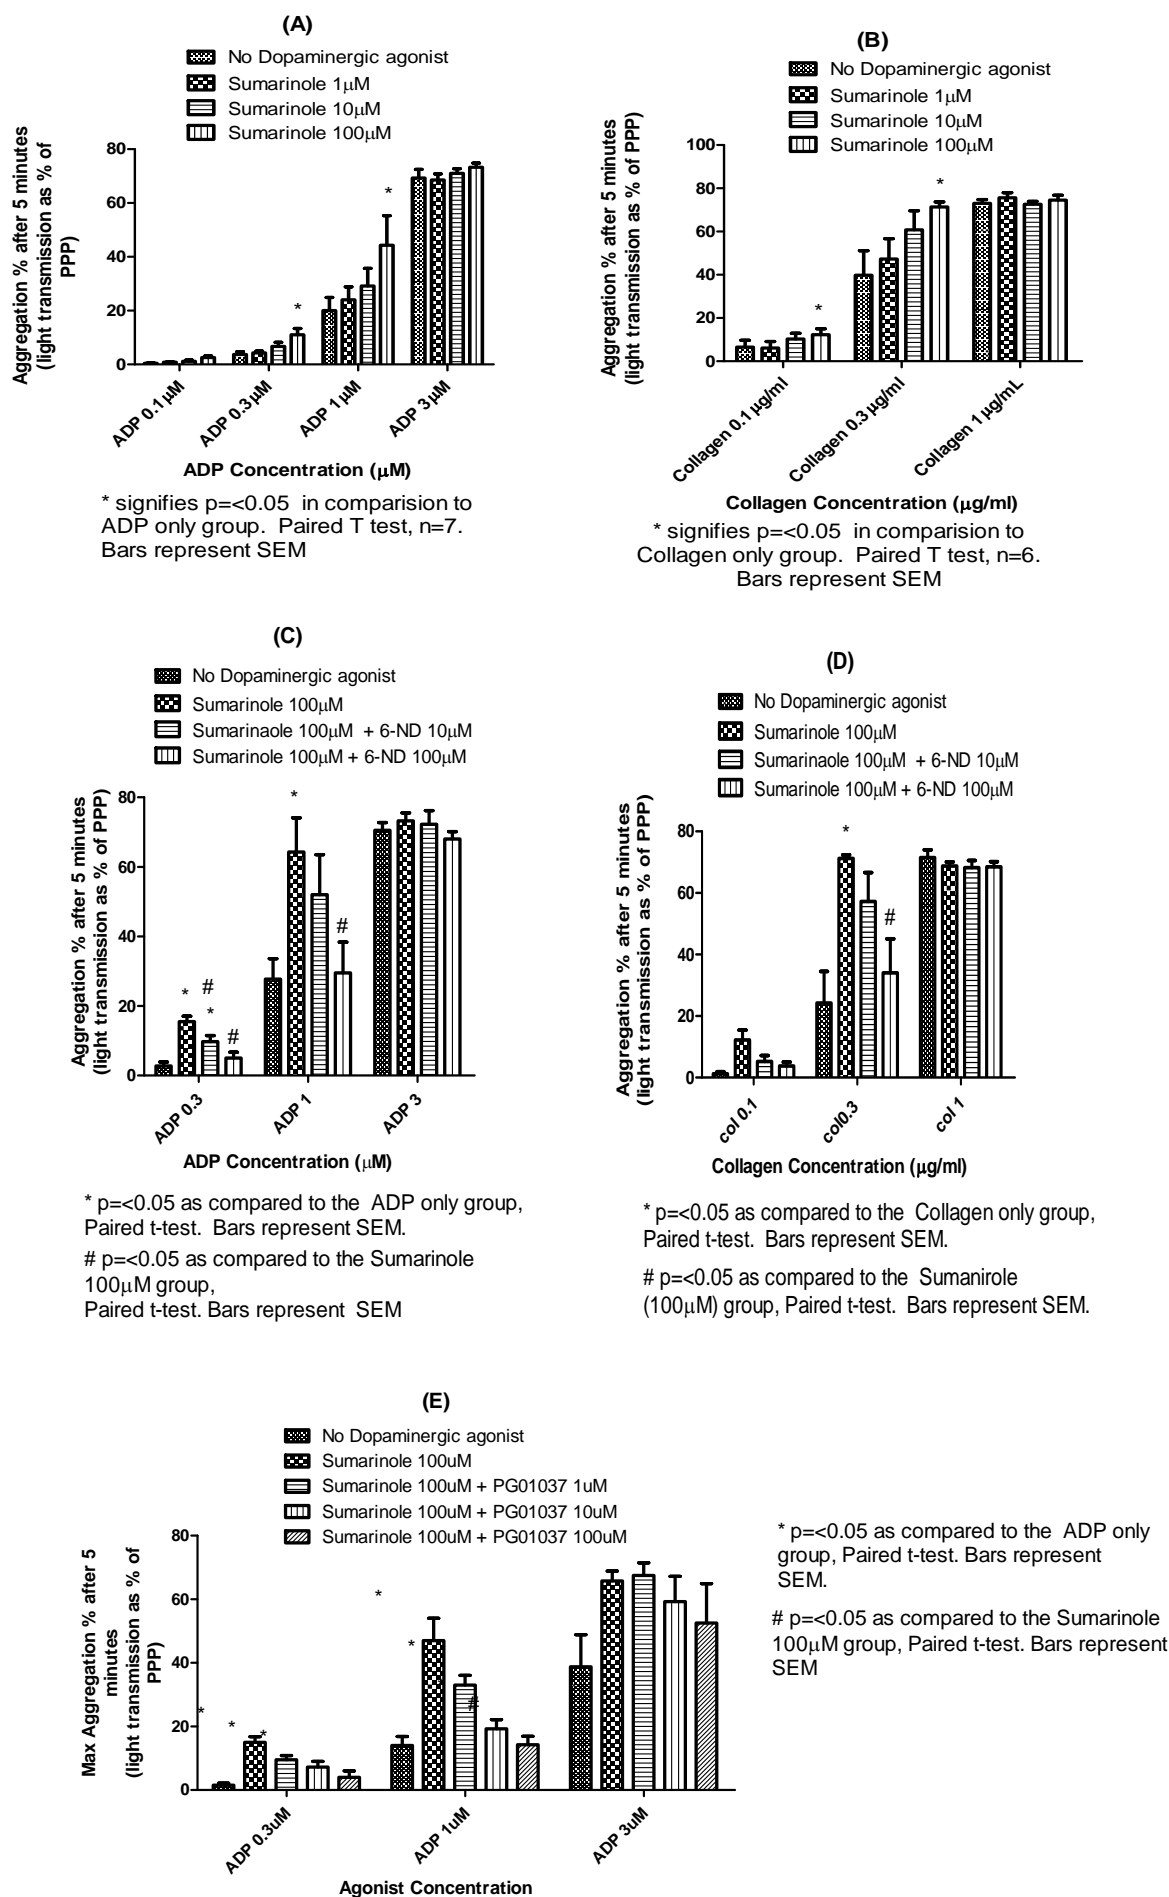 (A)
No Dopaminergic agonist
Sumarinole 1μM
Sumarinole 10μM
Sumarinole 100μM
Aggregation % after 5 minutes
(light transmission as % of
PPP)
80
60
40
20
0
*
*
ADP 0.1 μM
ADP 0.3 μM
ADP 1 μM
ADP 3 μM
ADP Concentration (μM)
* signifies p=<0.05 in comparision to
ADP only group. Paired T test, n=7.
Bars represent SEM
(B)
No Dopaminergic agonist
Sumarinole 1μM
Sumarinole 10μM
Sumarinole 100μM
Aggregation % after 5 minutes
(light transmission as % of PPP)
100
80
60
40
20
0
*
*
Collagen 0.1 μg/ml
Collagen 0.3 μg/ml
Collagen 1 μg/mL
Collagen Concentration (μg/ml)
* signifies p=<0.05 in comparision to
Collagen only group. Paired T test, n=6.
Bars represent SEM
(C)
No Dopaminergic agonist
Sumarinole 100μM
Sumarinaole 100μM + 6-ND 10μM
Sumarinole 100μM + 6-ND 100μM
Aggregation % after 5 minutes
(light transmission as % of PPP)
80
60
40
20
0
*
#
*
#
*
#
ADP 0.3
ADP 1
ADP 3
ADP Concentration (μM)
* p=<0.05 as compared to the ADP only group,
Paired t-test. Bars represent SEM.
# p=<0.05 as compared to the Sumarinole
100μM group,
Paired t-test. Bars represent SEM
(D)
No Dopaminergic agonist
Sumarinole 100μM
Sumarinaole 100μM + 6-ND 10μM
Sumarinole 100μM + 6-ND 100μM
Aggregation % after 5 minutes
(light transmission as % of PPP)
80
60
40
20
0
*
#
col 0.1
col0.3
col 1
Collagen Concentration (μg/ml)
* p=<0.05 as compared to the Collagen only group,
Paired t-test. Bars represent SEM.
# p=<0.05 as compared to the Sumanirole
(100μM) group, Paired t-test. Bars represent SEM.
(E)
No Dopaminergic agonist
Sumarinole 100uM
Sumarinole 100uM + PG01037 1uM
Sumarinole 100uM + PG01037 10uM
Sumarinole 100uM + PG01037 100uM
Max Aggregation % after 5
minutes
(light transmission as % of
PPP)
80
60
40
20
0
*
*
*
*
*
#
ADP 0.3uM
ADP 1uM
ADP 3uM
Agonist Concentration
* p=<0.05 as compared to the ADP only
group, Paired t-test. Bars represent
SEM.
# p=<0.05 as compared to the Sumarinole
100μM group, Paired t-test. Bars represent
SEM